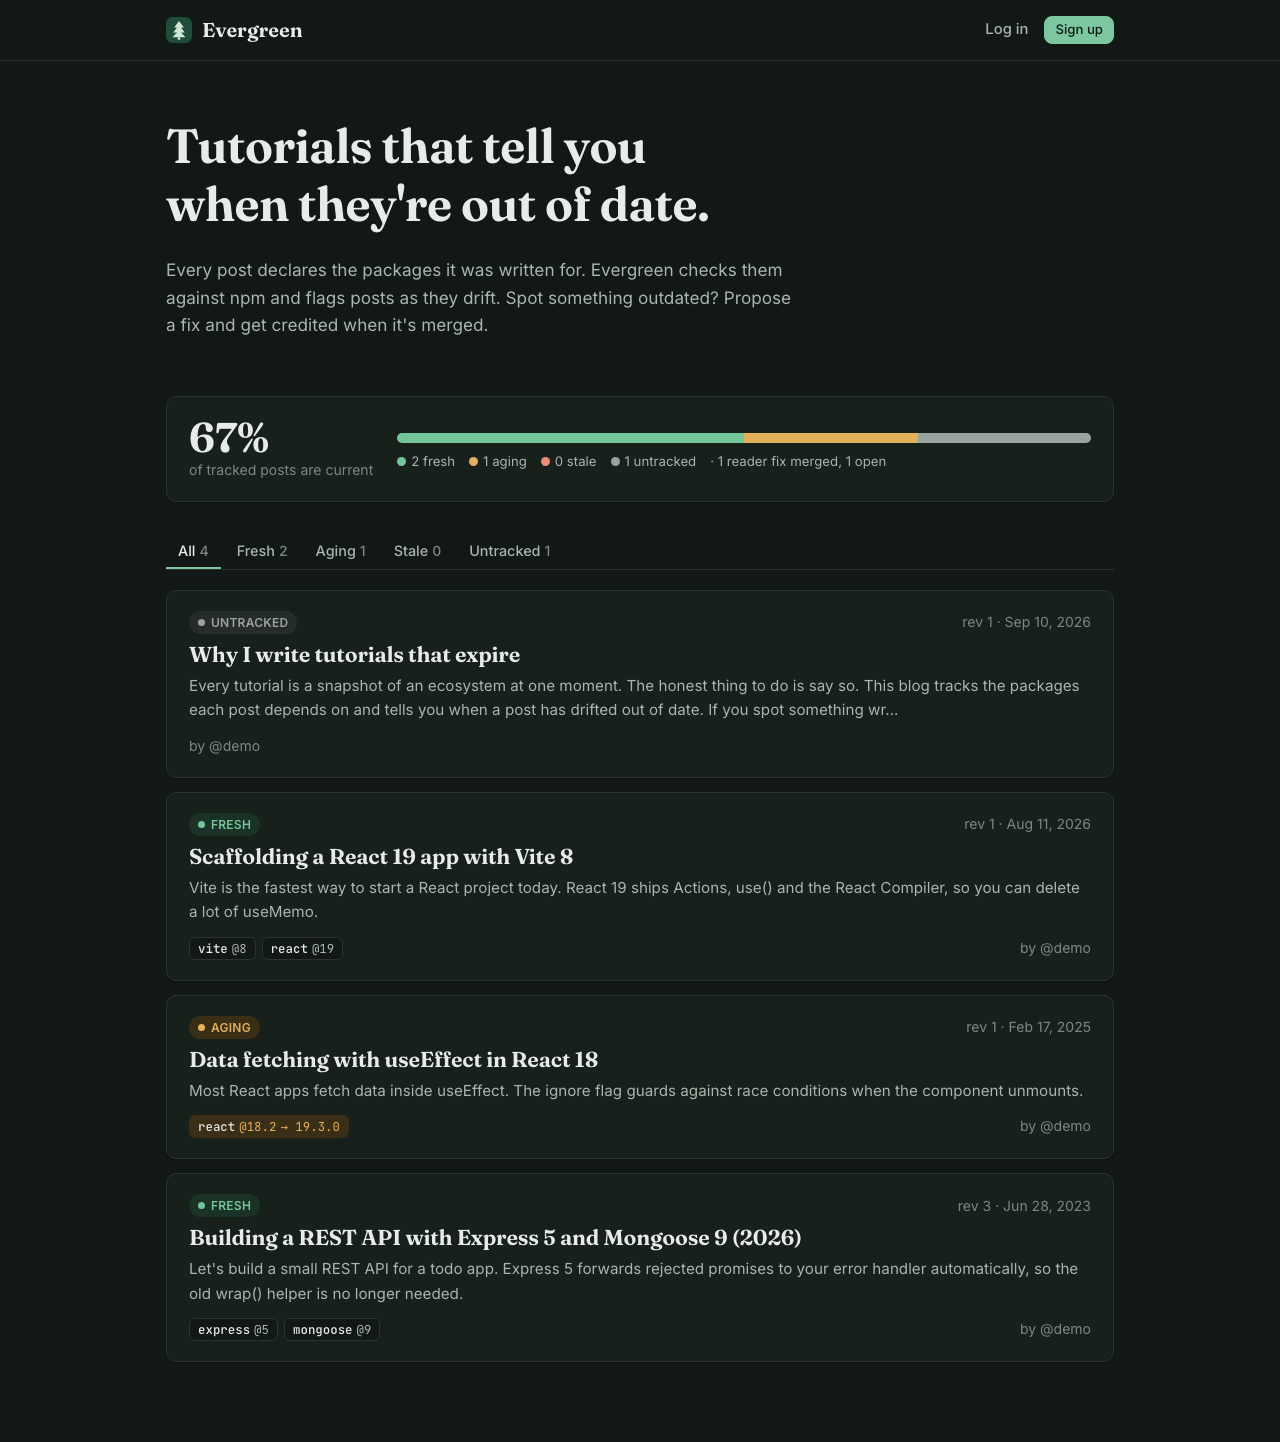 Evergreen
Log in
Sign up
Tutorials that tell you
when they're out of date.
Every post declares the packages it was written for. Evergreen checks them
against npm and flags posts as they drift. Spot something outdated? Propose
a fix and get credited when it's merged.
67%
of tracked posts are current
2 fresh 1 aging 0 stale 1 untracked · 1 reader fix merged, 1 open
All 4 Fresh 2 Aging 1 Stale 0 Untracked 1
UNTRACKED
rev 1 · Sep 10, 2026
Why I write tutorials that expire
Every tutorial is a snapshot of an ecosystem at one moment. The honest thing to do is say so. This blog tracks the packages
each post depends on and tells you when a post has drifted out of date. If you spot something wr…
by @demo
FRESH
rev 1 · Aug 11, 2026
Scaffolding a React 19 app with Vite 8
Vite is the fastest way to start a React project today. React 19 ships Actions, use() and the React Compiler, so you can delete
a lot of useMemo.
vite @8 react @19
by @demo
AGING
rev 1 · Feb 17, 2025
Data fetching with useEffect in React 18
Most React apps fetch data inside useEffect. The ignore flag guards against race conditions when the component unmounts.
react @18.2 → 19.3.0
by @demo
FRESH
rev 3 · Jun 28, 2023
Building a REST API with Express 5 and Mongoose 9 (2026)
Let's build a small REST API for a todo app. Express 5 forwards rejected promises to your error handler automatically, so the
old wrap() helper is no longer needed.
express @5 mongoose @9
by @demo